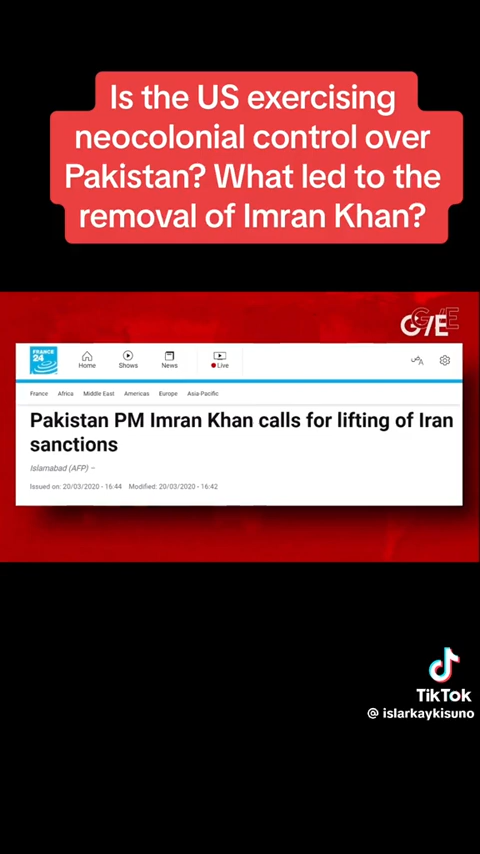 Is the US exercising
neocolonial control over
Pakistan? What led to the
removal of Imran Khan?
G/E
FRANCE
24
Home
Shows
News
Live
France Africa Middle East Americas Europe Asia-Pacific
Pakistan PM Imran Khan calls for lifting of Iran
sanctions
Islamabad (AFP) –
Issued on: 20/03/2020 - 16:44 Modified: 20/03/2020 - 16:42
TikTok
@islarkaykisuno